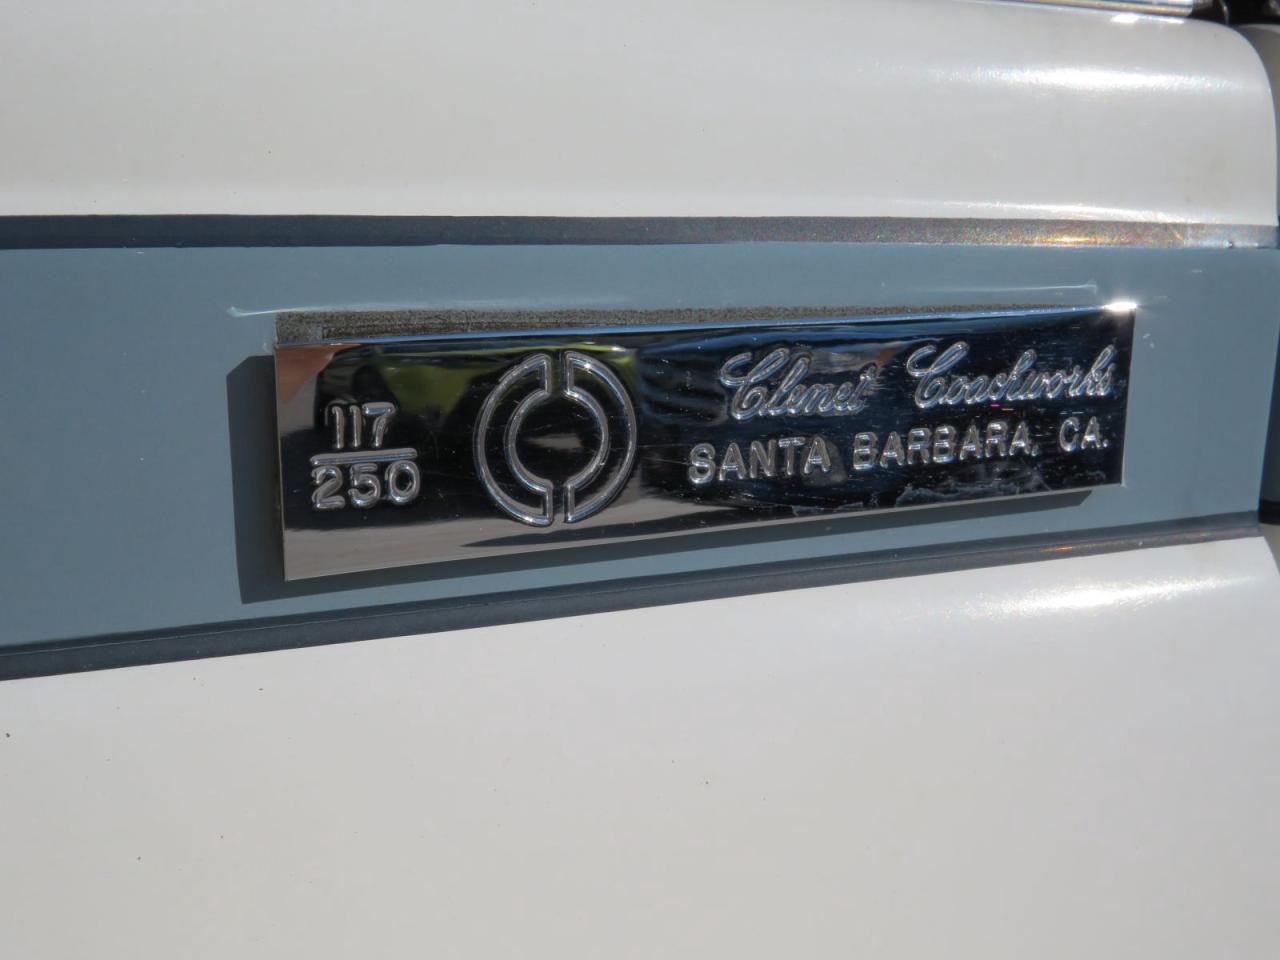 117
250
Clenet Coachworks
SANTA BARBARA, CA.